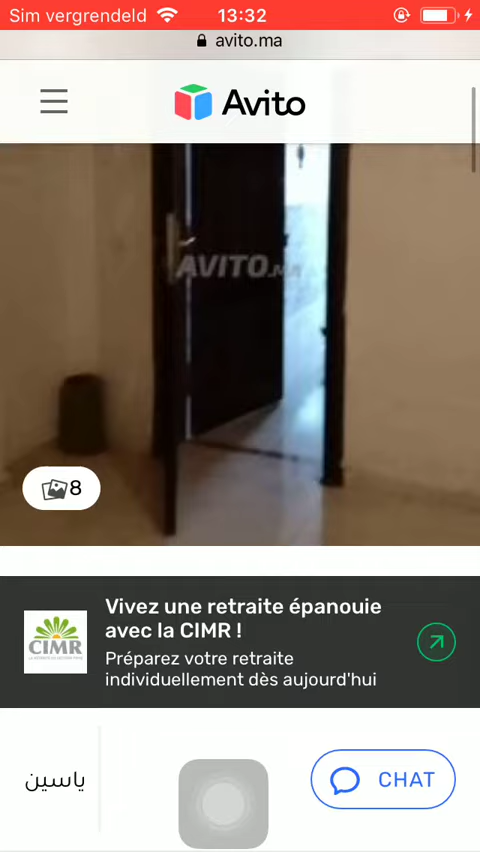 Sim vergrendeld 13:32
avito.ma
Avito
AVITO.MA
8
Vivez une retraite épanouie
avec la CIMR !
CIMR
Préparez votre retraite
individuellement dès aujourd'hui
ياسين
CHAT